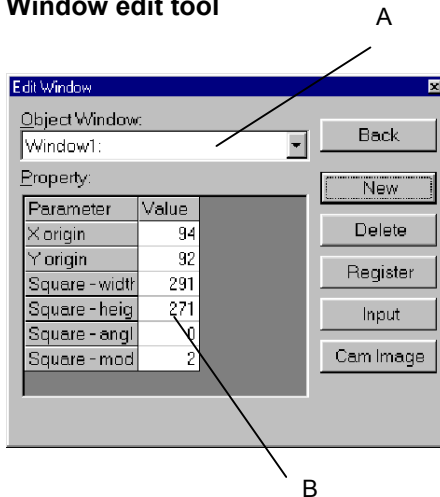 Window edit tool
A
Edit Window
Object Window:
Window1:
Back
Property:
New
Parameter Value
X origin 94
Delete
Y origin 92
Square - widtl 291
Register
Square - heig 271
Input
Square - angl 0
Square - mod 2
Cam Image
B